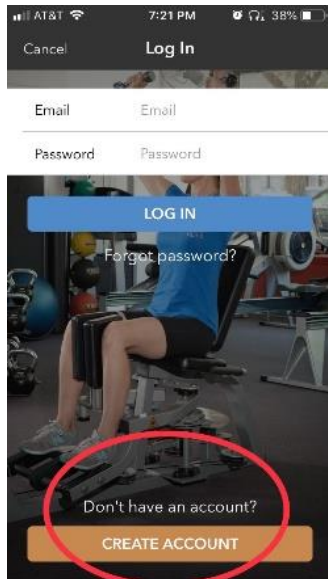 AT&T 7:21 PM 38%
Cancel Log In
Email Email
Password Password
LOG IN
Forgot password?
Don't have an account?
CREATE ACCOUNT